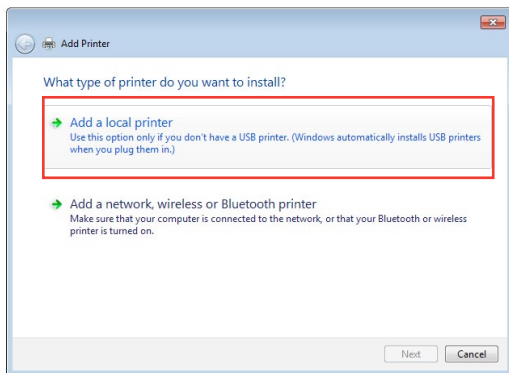 Add Printer
What type of printer do you want to install?
Add a local printer
Use this option only if you don't have a USB printer. (Windows automatically installs USB printers
when you plug them in.)
Add a network, wireless or Bluetooth printer
Make sure that your computer is connected to the network, or that your Bluetooth or wireless
printer is turned on.
Next Cancel